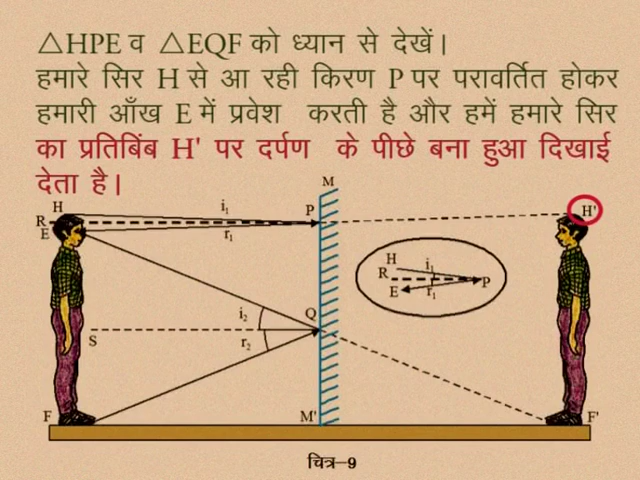 △HPE व △EQF को ध्यान से देखें।
हमारे सिर H से आ रही किरण P पर परावर्तित होकर
हमारी आँख E में प्रवेश करती है और हमें हमारे सिर
का प्रतिबिंब H' पर दर्पण के पीछे बना हुआ दिखाई
देता है।
M
H i₁ P H'
R
E r₁
H i₁
R P
E r₁
i₂ Q
S r₂
F M' F'
चित्र–9